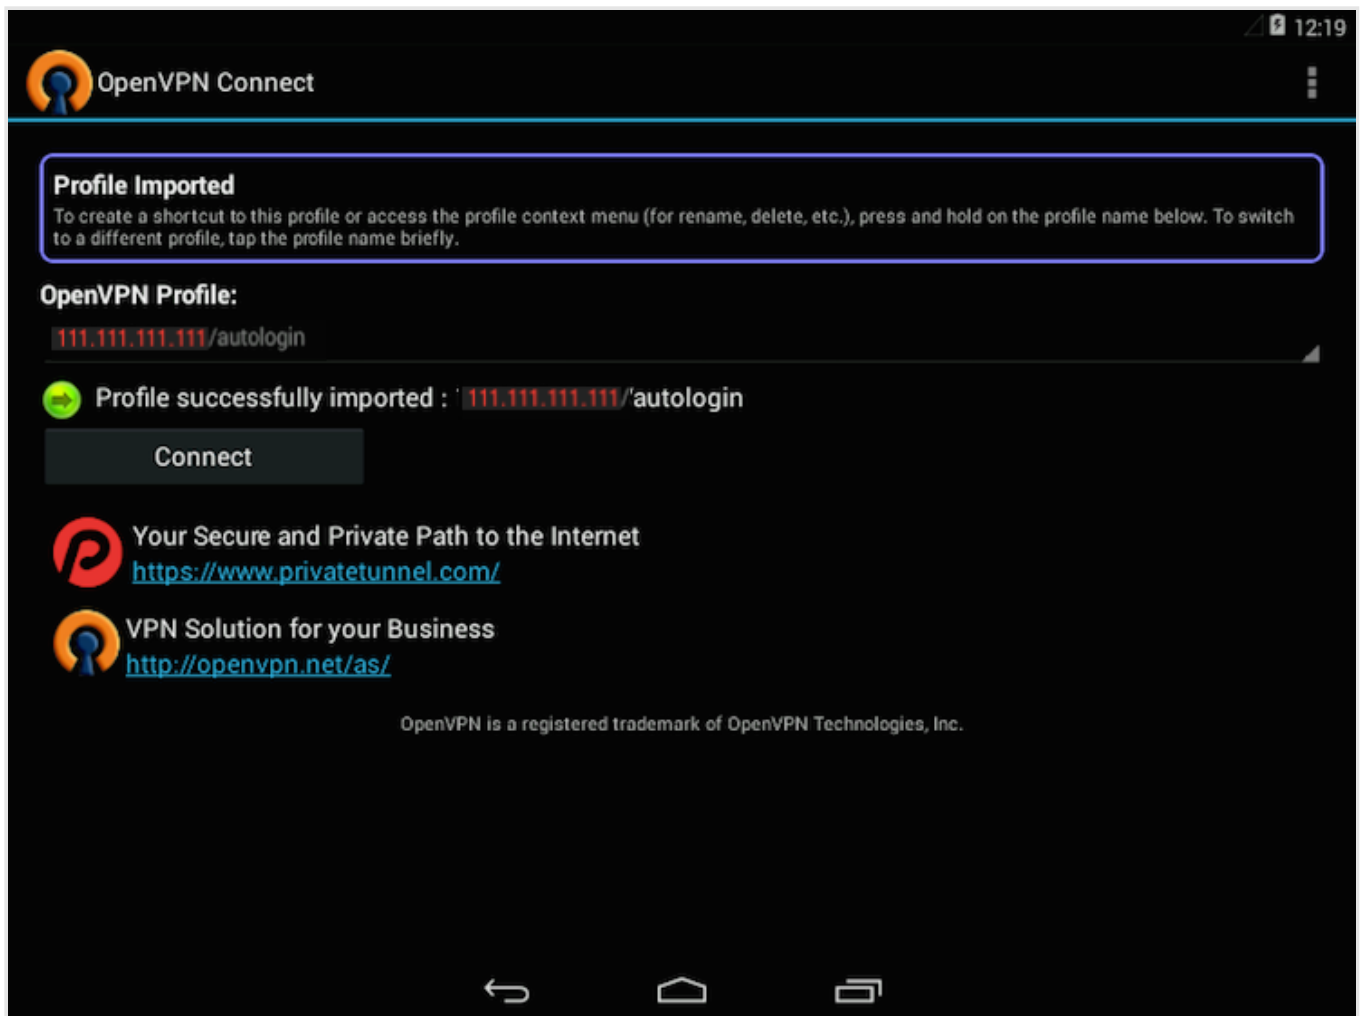 12:19
OpenVPN Connect
Profile Imported
To create a shortcut to this profile or access the profile context menu (for rename, delete, etc.), press and hold on the profile name below. To switch
to a different profile, tap the profile name briefly.
OpenVPN Profile:
111.111.111.111/autologin
Profile successfully imported : 111.111.111.111/autologin
Connect
Your Secure and Private Path to the Internet
https://www.privatetunnel.com/
VPN Solution for your Business
http://openvpn.net/as/
OpenVPN is a registered trademark of OpenVPN Technologies, Inc.